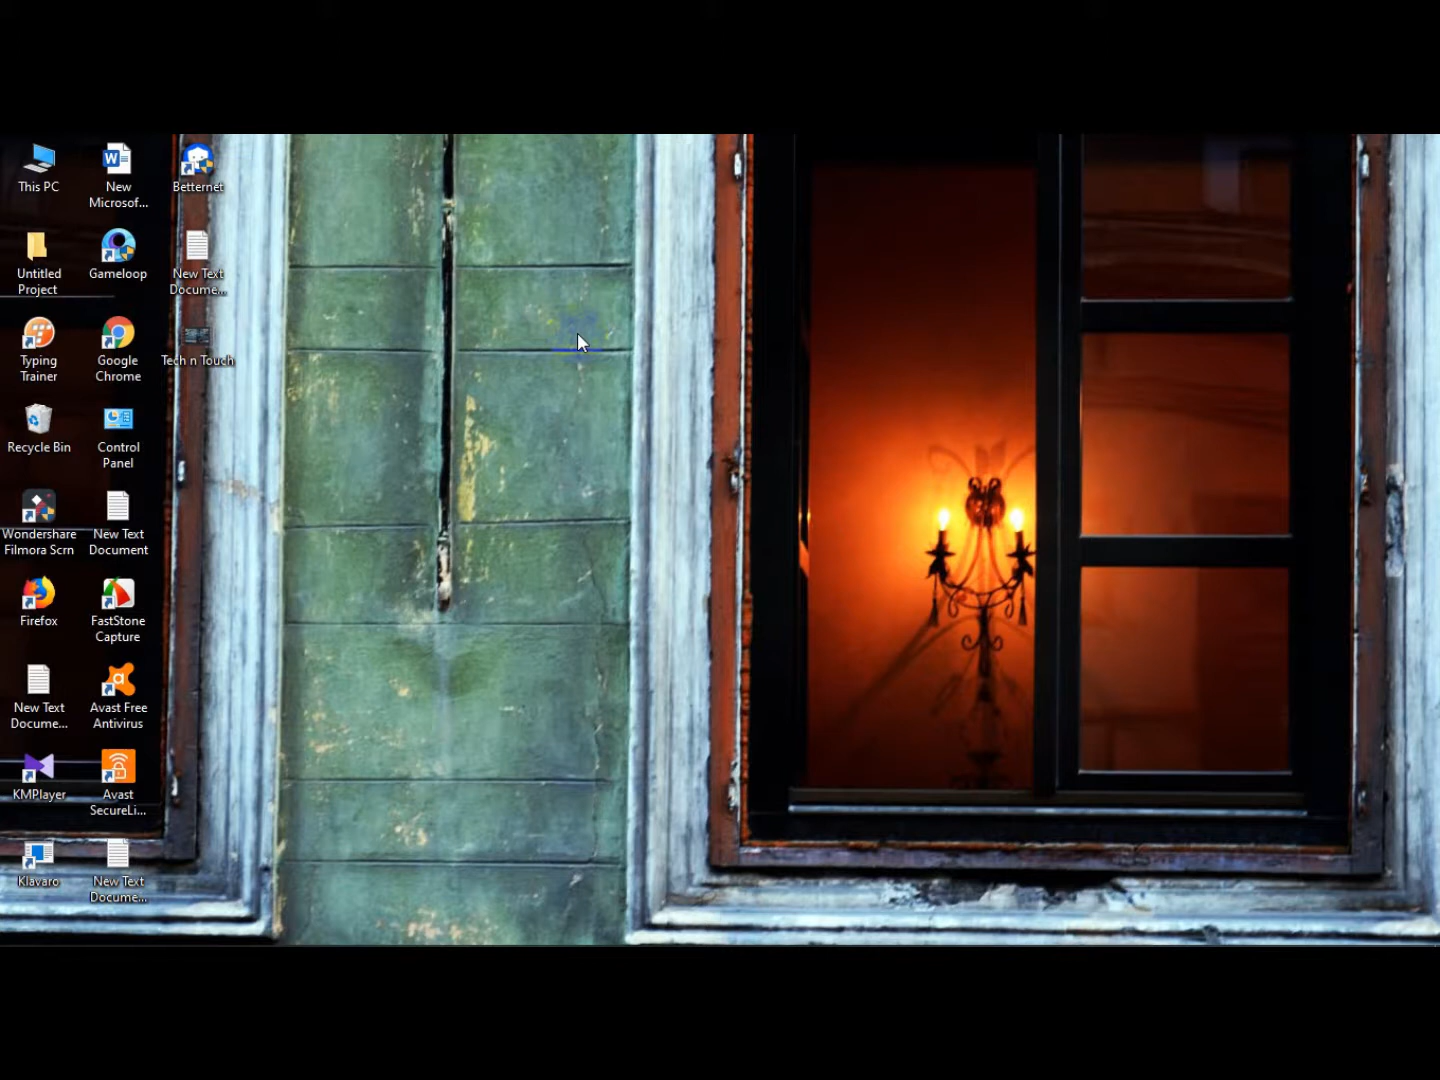 This PC
New
Microsof...
Betternet
Untitled
Project
Gameloop
New Text
Docume...
Typing
Trainer
Google
Chrome
Tech n Touch
Recycle Bin
Control
Panel
Wondershare
Filmora Scrn
New Text
Document
Firefox
FastStone
Capture
New Text
Docume...
Avast Free
Antivirus
KMPlayer
Avast
SecureLi...
Klavaro
New Text
Docume...